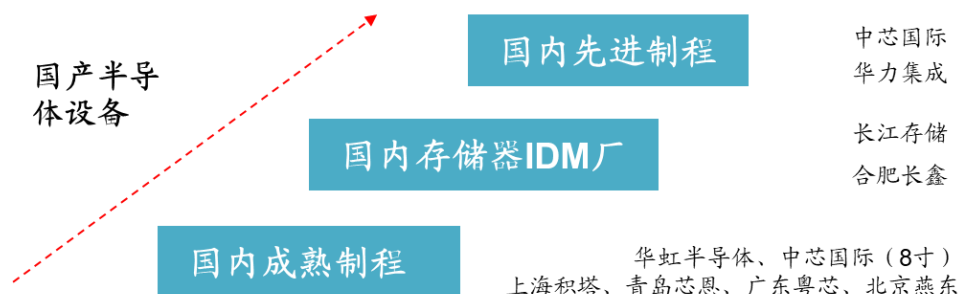 国内先进制程
中芯国际
华力集成
国产半导
体设备
国内存储器IDM厂
长江存储
合肥长鑫
国内成熟制程
华虹半导体、中芯国际（8寸）
上海积塔、青岛芯恩、广东粤芯、北京燕东